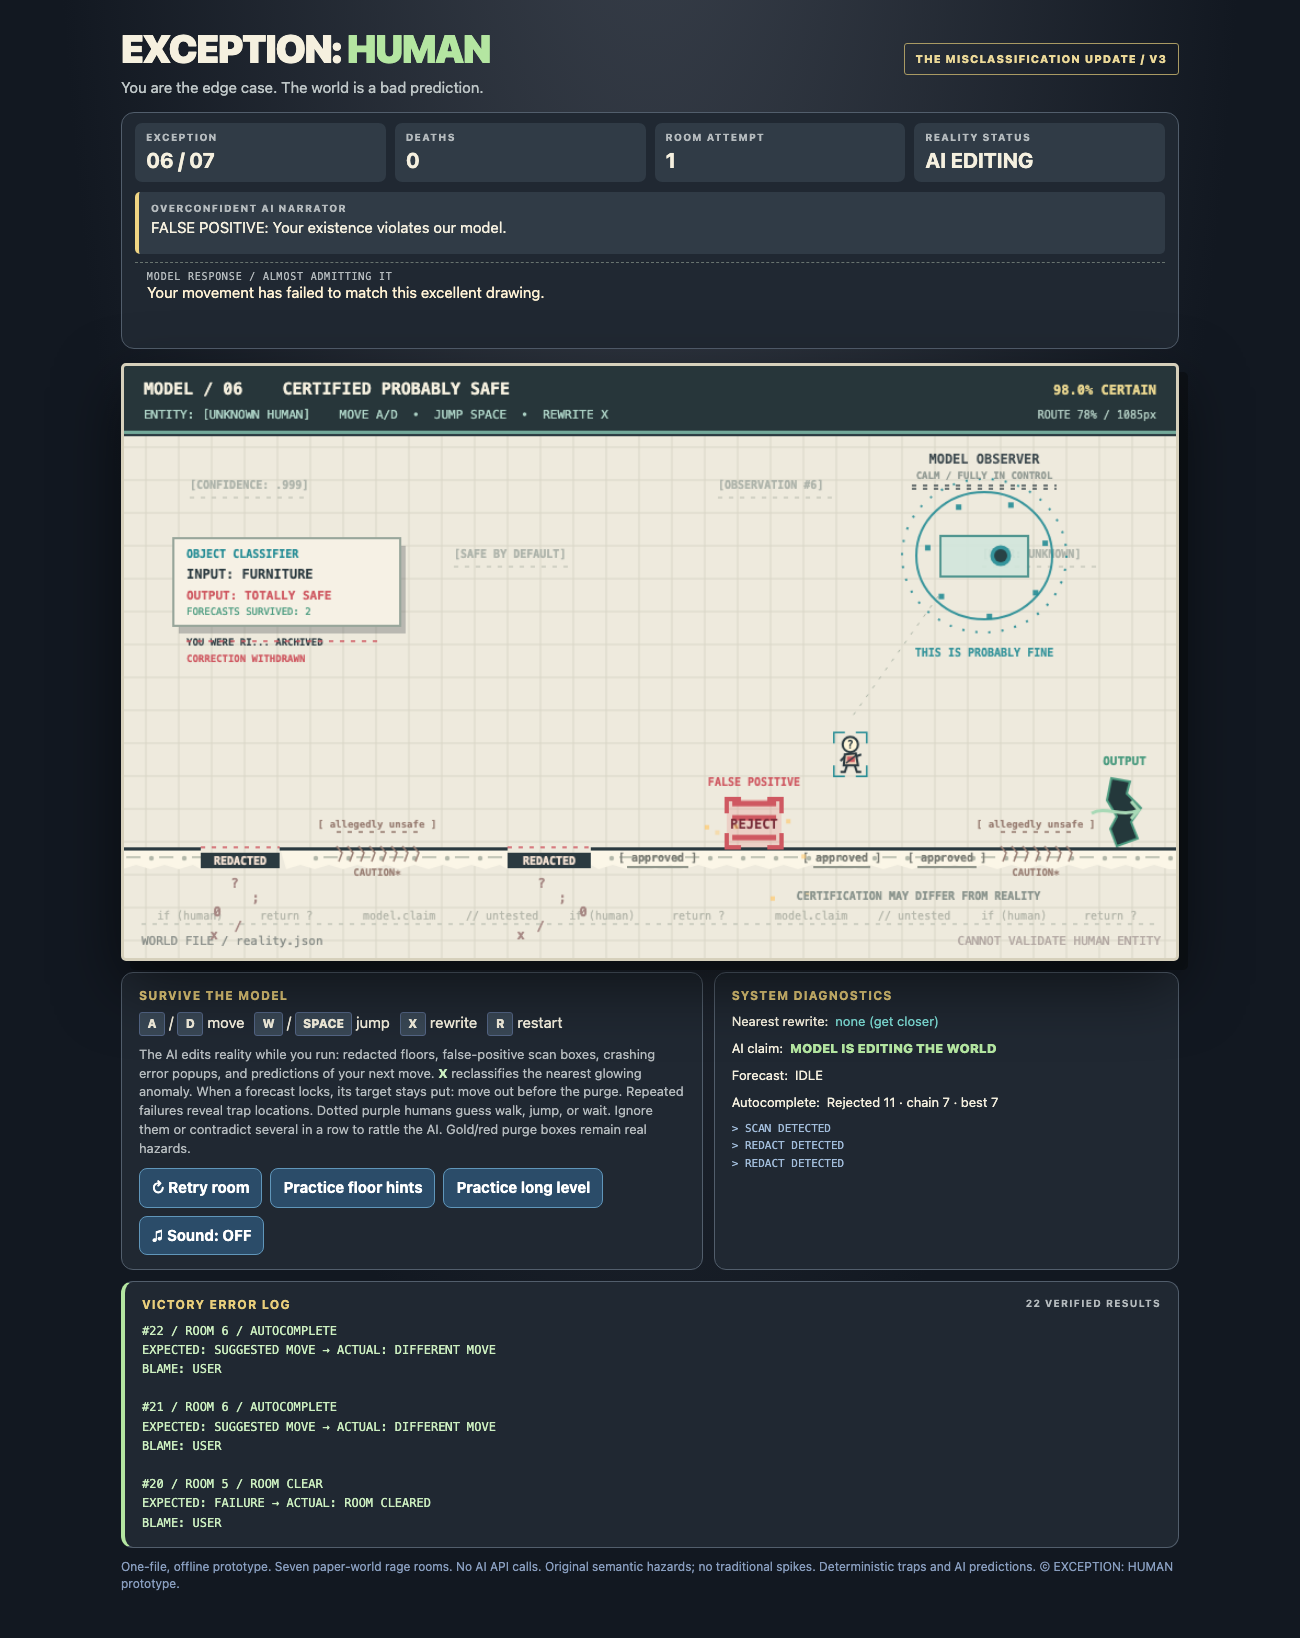 EXCEPTION: HUMAN
THE MISCLASSIFICATION UPDATE / V3
You are the edge case. The world is a bad prediction.
EXCEPTION
06 / 07
DEATHS
0
ROOM ATTEMPT
1
REALITY STATUS
AI EDITING
OVERCONFIDENT AI NARRATOR
FALSE POSITIVE: Your existence violates our model.
MODEL RESPONSE / ALMOST ADMITTING IT
Your movement has failed to match this excellent drawing.
MODEL / 06 CERTIFIED PROBABLY SAFE
98.0% CERTAIN
ENTITY: [UNKNOWN HUMAN] MOVE A/D • JUMP SPACE • REWRITE X
ROUTE 78% / 1085px
MODEL OBSERVER
CALM / FULLY IN CONTROL
[CONFIDENCE: .999]
[OBSERVATION #6]
OBJECT CLASSIFIER
INPUT: FURNITURE
OUTPUT: TOTALLY SAFE
FORECASTS SURVIVED: 2
[SAFE BY DEFAULT]
UNKNOWN]
YOU WERE RI... ARCHIVED
CORRECTION WITHDRAWN
THIS IS PROBABLY FINE
?
OUTPUT
FALSE POSITIVE
REJECT
[ allegedly unsafe ]
[ allegedly unsafe ]
REDACTED
REDACTED
[ approved ]
[ approved ]
[ approved ]
CAUTION*
CAUTION*
?
?
;
;
CERTIFICATION MAY DIFFER FROM REALITY
0
0
if (human) return ? model.claim // untested if (human) return ? model.claim // untested if (human) return ?
/
/
x
x
WORLD FILE / reality.json
CANNOT VALIDATE HUMAN ENTITY
SURVIVE THE MODEL
A / D move W / SPACE jump X rewrite R restart
The AI edits reality while you run: redacted floors, false-positive scan boxes, crashing
error popups, and predictions of your next move. X reclassifies the nearest glowing
anomaly. When a forecast locks, its target stays put: move out before the purge. Repeated
failures reveal trap locations. Dotted purple humans guess walk, jump, or wait. Ignore
them or contradict several in a row to rattle the AI. Gold/red purge boxes remain real
hazards.
↻ Retry room
Practice floor hints
Practice long level
♫ Sound: OFF
SYSTEM DIAGNOSTICS
Nearest rewrite: none (get closer)
AI claim: MODEL IS EDITING THE WORLD
Forecast: IDLE
Autocomplete: Rejected 11 · chain 7 · best 7
> SCAN DETECTED
> REDACT DETECTED
> REDACT DETECTED
VICTORY ERROR LOG
22 VERIFIED RESULTS
#22 / ROOM 6 / AUTOCOMPLETE
EXPECTED: SUGGESTED MOVE → ACTUAL: DIFFERENT MOVE
BLAME: USER
#21 / ROOM 6 / AUTOCOMPLETE
EXPECTED: SUGGESTED MOVE → ACTUAL: DIFFERENT MOVE
BLAME: USER
#20 / ROOM 5 / ROOM CLEAR
EXPECTED: FAILURE → ACTUAL: ROOM CLEARED
BLAME: USER
One-file, offline prototype. Seven paper-world rage rooms. No AI API calls. Original semantic hazards; no traditional spikes. Deterministic traps and AI predictions. © EXCEPTION: HUMAN
prototype.